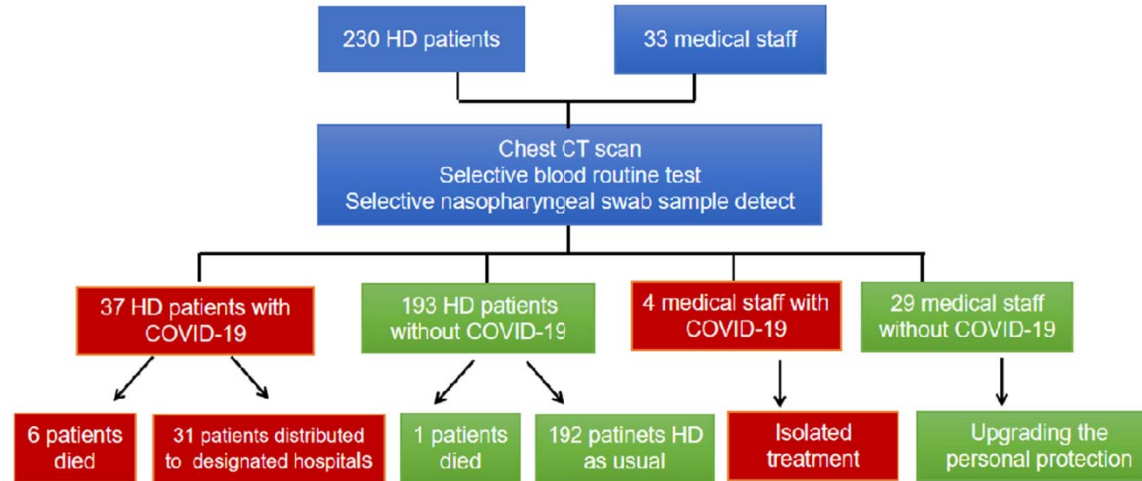 230 HD patients
33 medical staff
Chest CT scan
Selective blood routine test
Selective nasopharyngeal swab sample detect
37 HD patients with
COVID-19
193 HD patients
without COVID-19
4 medical staff with
COVID-19
29 medical staff
without COVID-19
6 patients
died
31 patients distributed
to designated hospitals
1 patients
died
192 patinets HD
as usual
Isolated
treatment
Upgrading the
personal protection